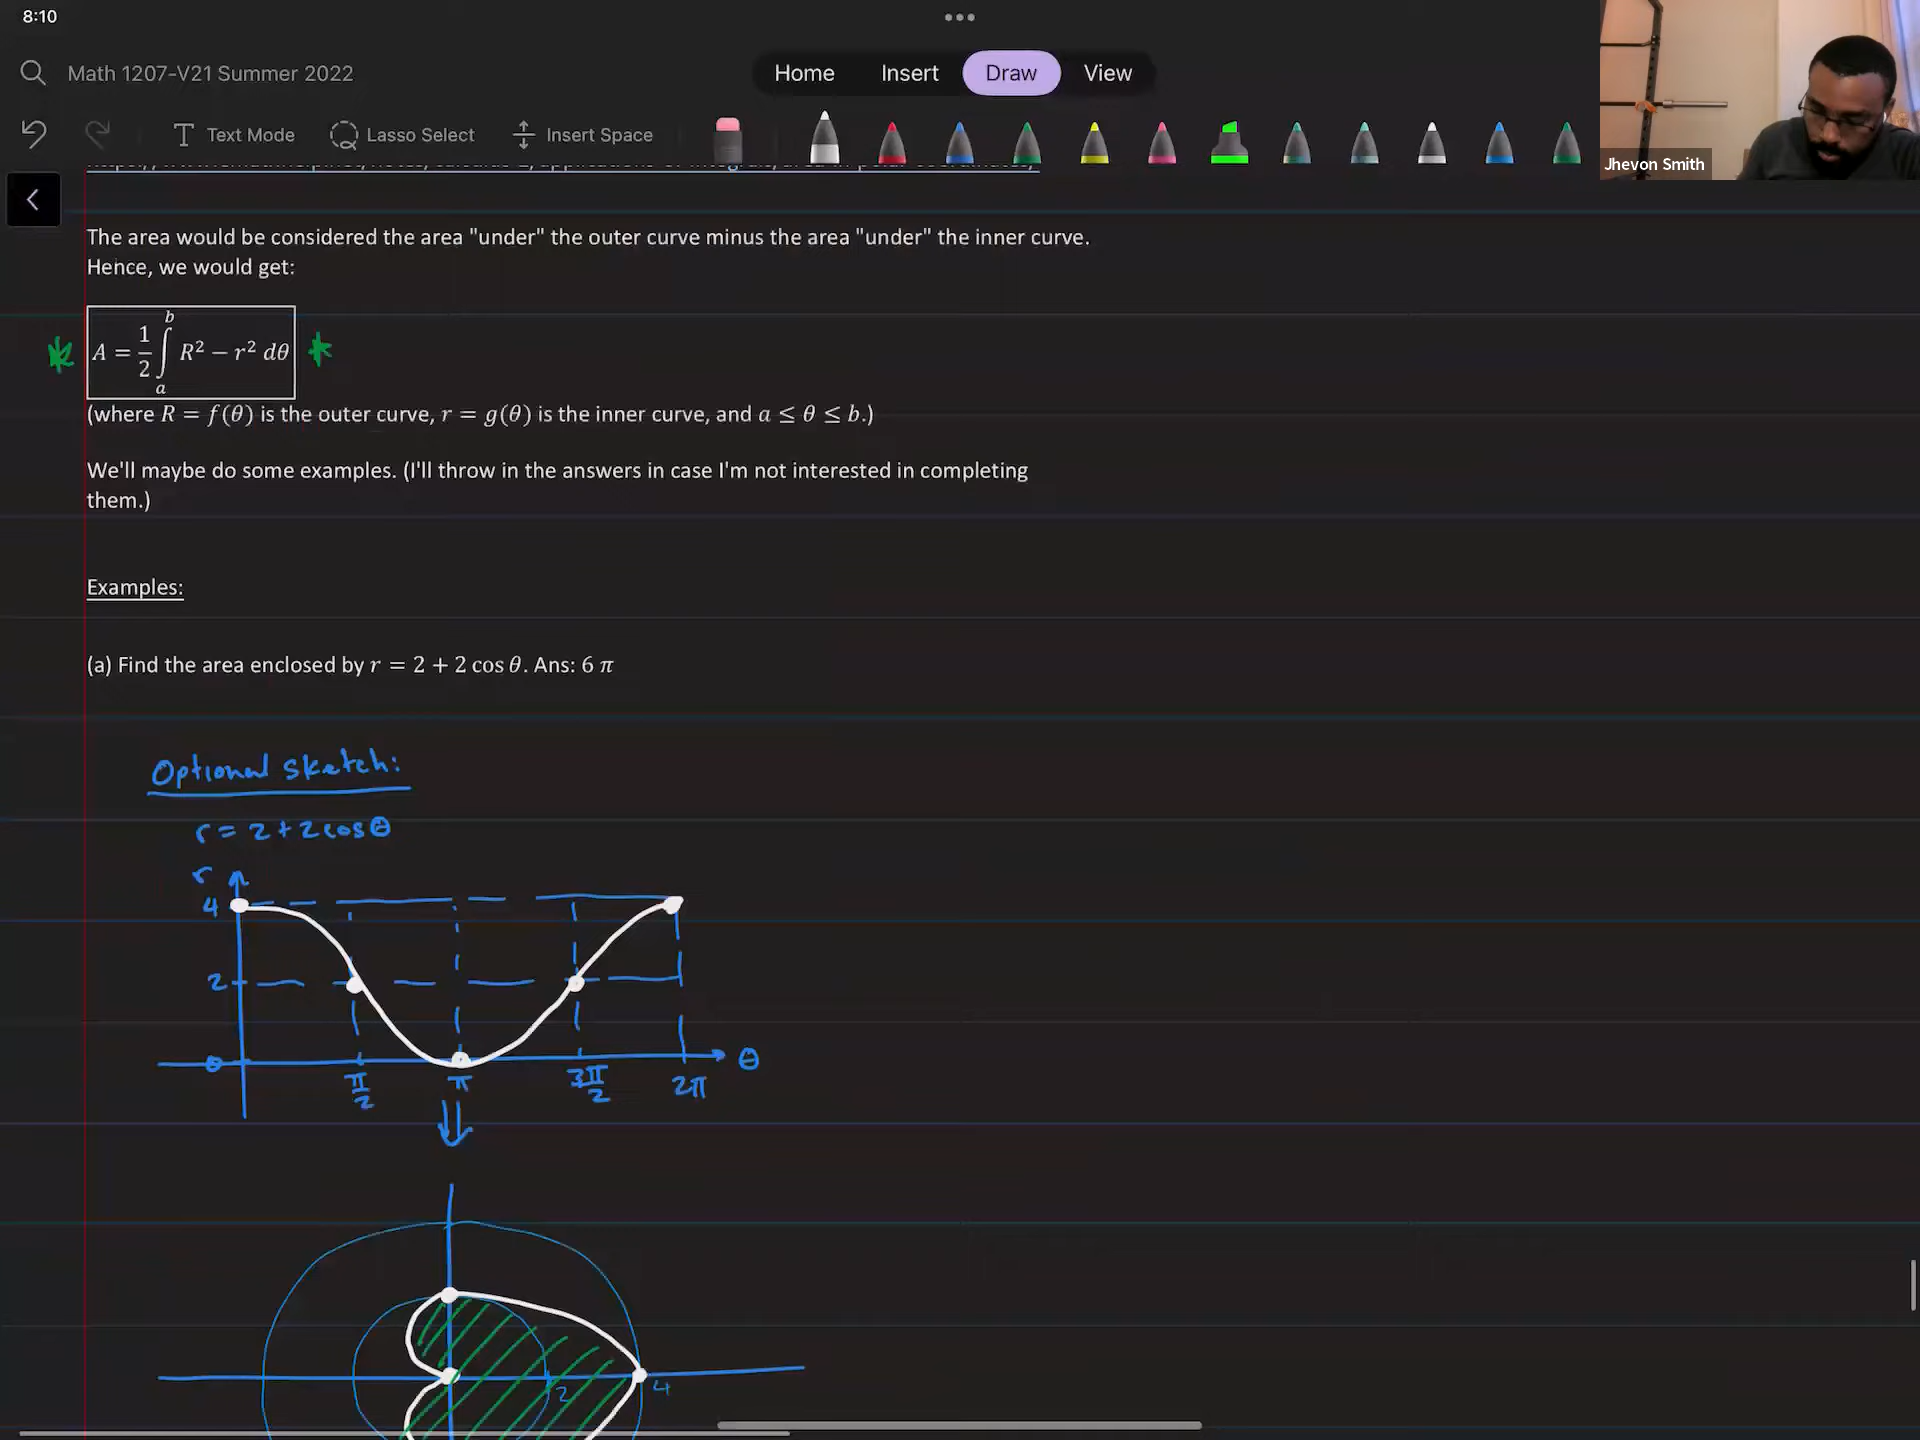 8:10
Math 1207-V21 Summer 2022
Home Insert Draw View
Text Mode Lasso Select Insert Space
Jhevon Smith
The area would be considered the area "under" the outer curve minus the area "under" the inner curve.
Hence, we would get:
A = 1/2 ∫_a^b R² − r² dθ
(where R = f(θ) is the outer curve, r = g(θ) is the inner curve, and a ≤ θ ≤ b.)
We'll maybe do some examples. (I'll throw in the answers in case I'm not interested in completing
them.)
Examples:
(a) Find the area enclosed by r = 2 + 2 cos θ. Ans: 6 π
Optional sketch:
r = 2 + 2 cos θ
r
4
2
0
θ
π/2 π 3π/2 2π
2 4